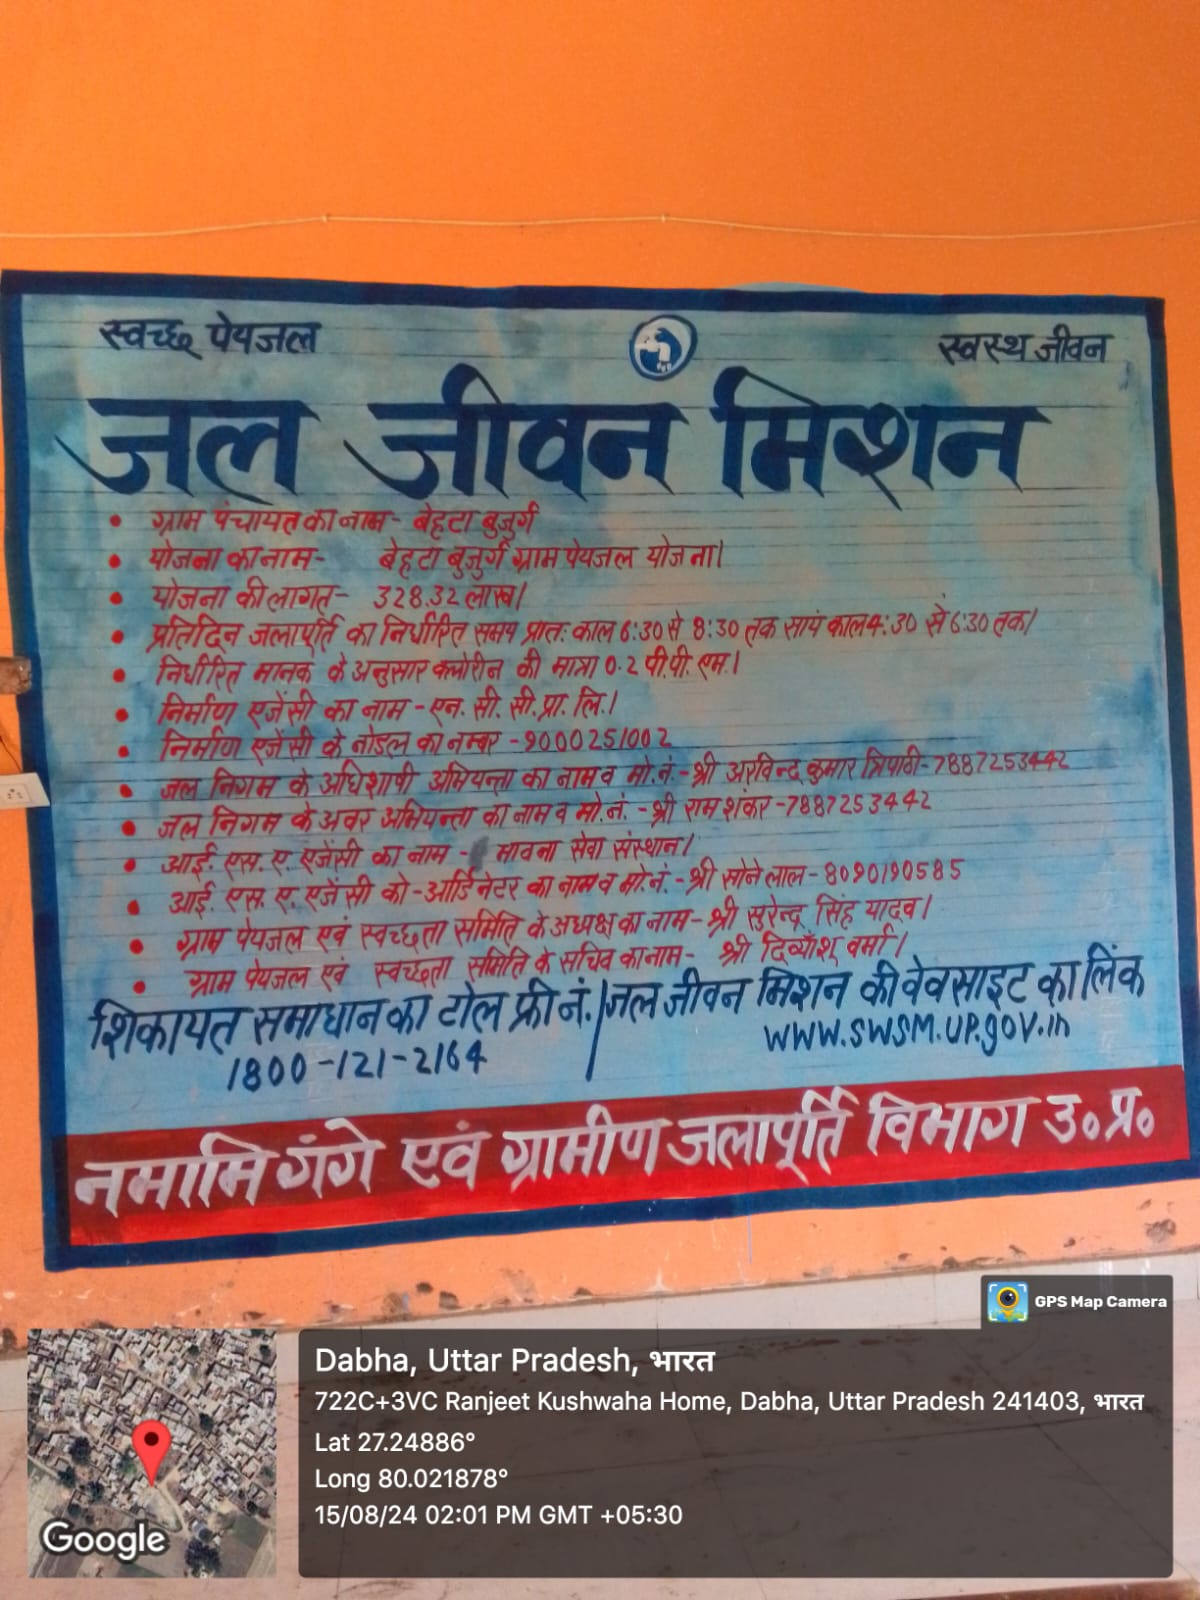 स्वच्छ पेयजल
स्वस्थ जीवन
जल जीवन मिशन
• ग्राम पंचायत का नाम - बेहटा बुजुर्ग
• योजना का नाम - बेहटा बुजुर्ग ग्राम पेयजल योजना।
• योजना की लागत - 328.32 लाख।
• प्रतिदिन जलापूर्ति का निर्धारित समय प्रातः काल 6:30 से 8:30 तक सायं काल 4:30 से 6:30 तक।
• निर्धारित मानक के अनुसार क्लोरीन की मात्रा 0.2 पी.पी. एम.।
• निर्माण एजेंसी का नाम - एन. सी. सी. प्रा. लि.।
• निर्माण एजेंसी के नोडल का नम्बर - 9000251002
• जल निगम के अधिशाषी अभियन्ता का नाम व मो.नं. - श्री अरविन्द कुमार त्रिपाठी - 7887253442
• जल निगम के अवर अभियन्ता का नाम व मो.नं. - श्री राम शंकर - 7887253442
• आई. एस. ए. एजेंसी का नाम - मावना सेवा संस्थान।
• आई. एस. ए. एजेंसी को-आर्डिनेटर का नाम व मो.नं. - श्री सोने लाल - 8090190585
• ग्राम पेयजल एवं स्वच्छता समिति के अध्यक्ष का नाम - श्री सुरेन्द्र सिंह यादव।
• ग्राम पेयजल एवं स्वच्छता समिति के सचिव का नाम - श्री दिव्यांशू वर्मा।
शिकायत समाधान का टोल फ्री नं. / जल जीवन मिशन की वेवसाइट का लिंक
1800-121-2164
www.swsm.up.gov.in
नमामि गंगे एवं ग्रामीण जलापूर्ति विभाग उ० प्र०
GPS Map Camera
Dabha, Uttar Pradesh, भारत
722C+3VC Ranjeet Kushwaha Home, Dabha, Uttar Pradesh 241403, भारत
Lat 27.24886°
Long 80.021878°
15/08/24 02:01 PM GMT +05:30
Google